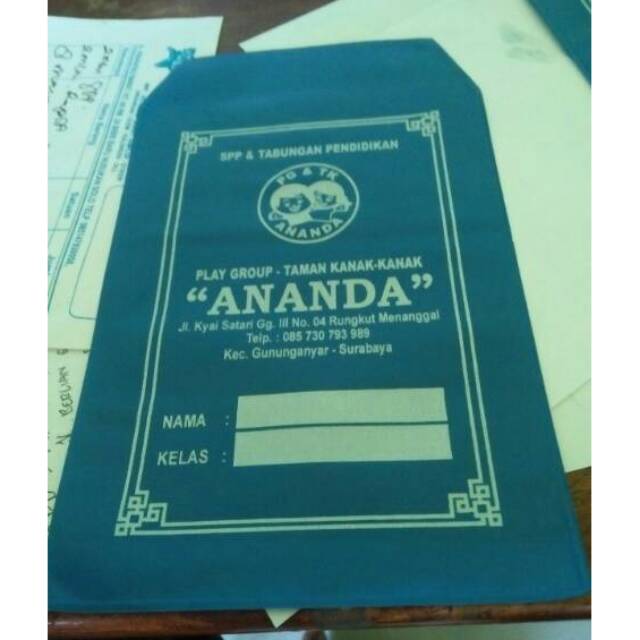 SPP & TABUNGAN PENDIDIKAN
PG & TK
ANANDA
PLAY GROUP - TAMAN KANAK-KANAK
“ANANDA”
Jl. Kyai Satari Gg. III No. 04 Rungkut Menanggal
Telp. : 085 730 793 989
Kec. Gununganyar - Surabaya
NAMA :
KELAS :